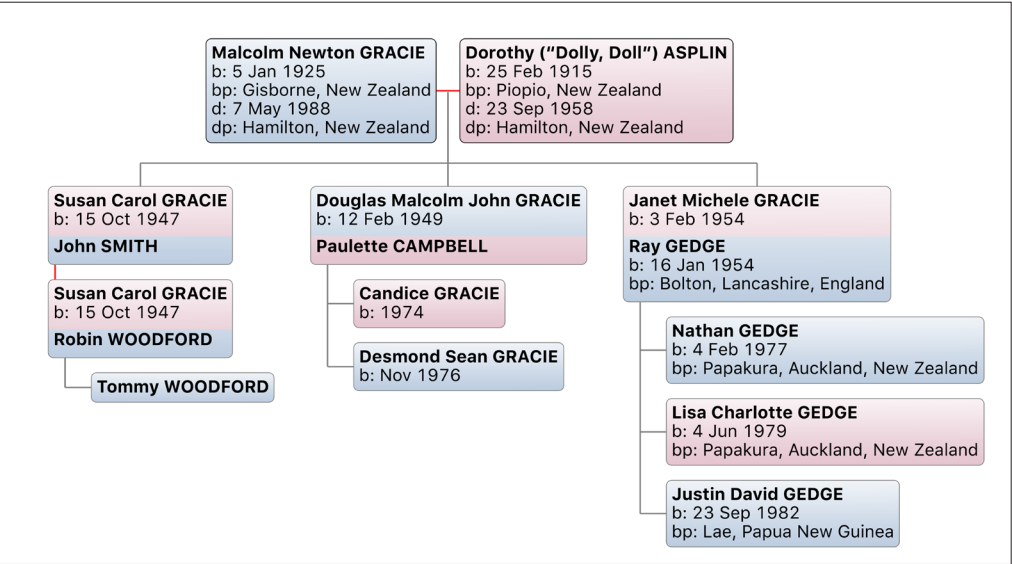 Malcolm Newton GRACIE
b: 5 Jan 1925
bp: Gisborne, New Zealand
d: 7 May 1988
dp: Hamilton, New Zealand
Dorothy (“Dolly, Doll”) ASPLIN
b: 25 Feb 1915
bp: Piopio, New Zealand
d: 23 Sep 1958
dp: Hamilton, New Zealand
Susan Carol GRACIE
b: 15 Oct 1947
John SMITH
Susan Carol GRACIE
b: 15 Oct 1947
Robin WOODFORD
Tommy WOODFORD
Douglas Malcolm John GRACIE
b: 12 Feb 1949
Paulette CAMPBELL
Candice GRACIE
b: 1974
Desmond Sean GRACIE
b: Nov 1976
Janet Michele GRACIE
b: 3 Feb 1954
Ray GEDGE
b: 16 Jan 1954
bp: Bolton, Lancashire, England
Nathan GEDGE
b: 4 Feb 1977
bp: Papakura, Auckland, New Zealand
Lisa Charlotte GEDGE
b: 4 Jun 1979
bp: Papakura, Auckland, New Zealand
Justin David GEDGE
b: 23 Sep 1982
bp: Lae, Papua New Guinea